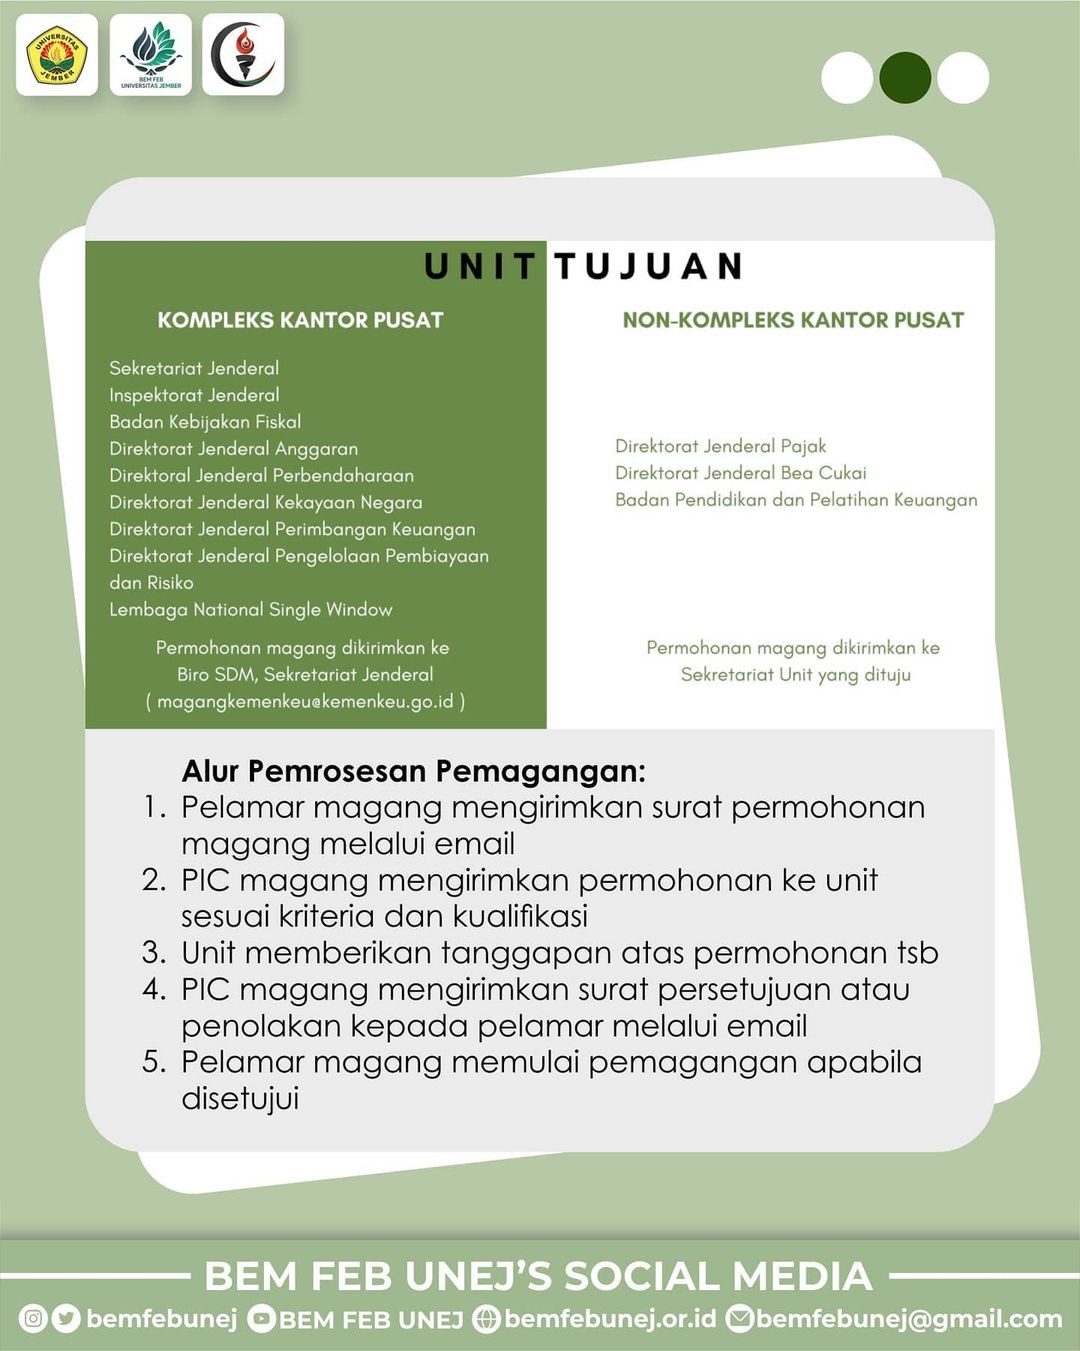 UNIVERSITAS
JEMBER
BEM FEB
UNIVERSITAS JEMBER
UNIT TUJUAN
KOMPLEKS KANTOR PUSAT
Sekretariat Jenderal
Inspektorat Jenderal
Badan Kebijakan Fiskal
Direktorat Jenderal Anggaran
Direktoral Jenderal Perbendaharaan
Direktorat Jenderal Kekayaan Negara
Direktorat Jenderal Perimbangan Keuangan
Direktorat Jenderal Pengelolaan Pembiayaan
dan Risiko
Lembaga National Single Window
Permohonan magang dikirimkan ke
Biro SDM, Sekretariat Jenderal
( magangkemenkeu@kemenkeu.go.id )
NON-KOMPLEKS KANTOR PUSAT
Direktorat Jenderal Pajak
Direktorat Jenderal Bea Cukai
Badan Pendidikan dan Pelatihan Keuangan
Permohonan magang dikirimkan ke
Sekretariat Unit yang dituju
Alur Pemrosesan Pemagangan:
1. Pelamar magang mengirimkan surat permohonan
magang melalui email
2. PIC magang mengirimkan permohonan ke unit
sesuai kriteria dan kualifikasi
3. Unit memberikan tanggapan atas permohonan tsb
4. PIC magang mengirimkan surat persetujuan atau
penolakan kepada pelamar melalui email
5. Pelamar magang memulai pemagangan apabila
disetujui
BEM FEB UNEJ'S SOCIAL MEDIA
bemfebunej BEM FEB UNEJ bemfebunej.or.id bemfebunej@gmail.com